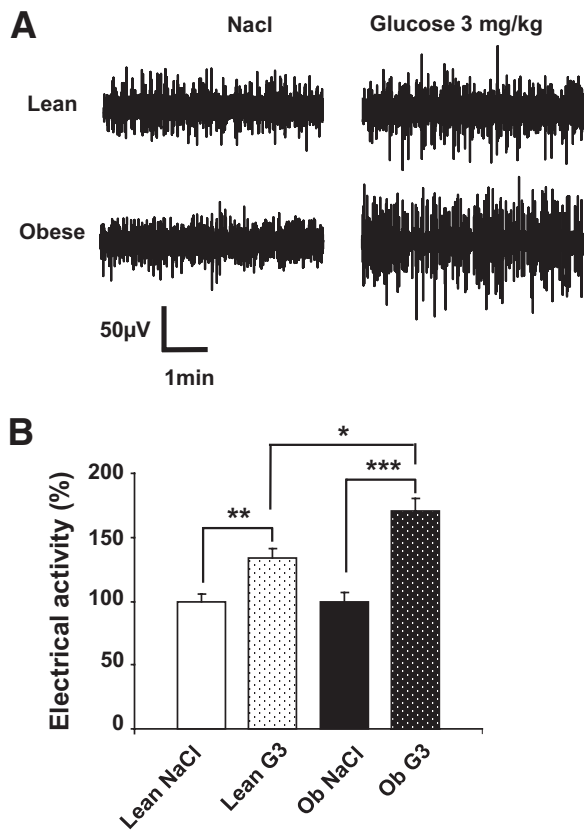 A
Nacl Glucose 3 mg/kg
Lean
Obese
50µV
1min
B
*
***
**
Electrical activity (%)
200
150
100
50
0
Lean NaCl
Lean G3
Ob NaCl
Ob G3